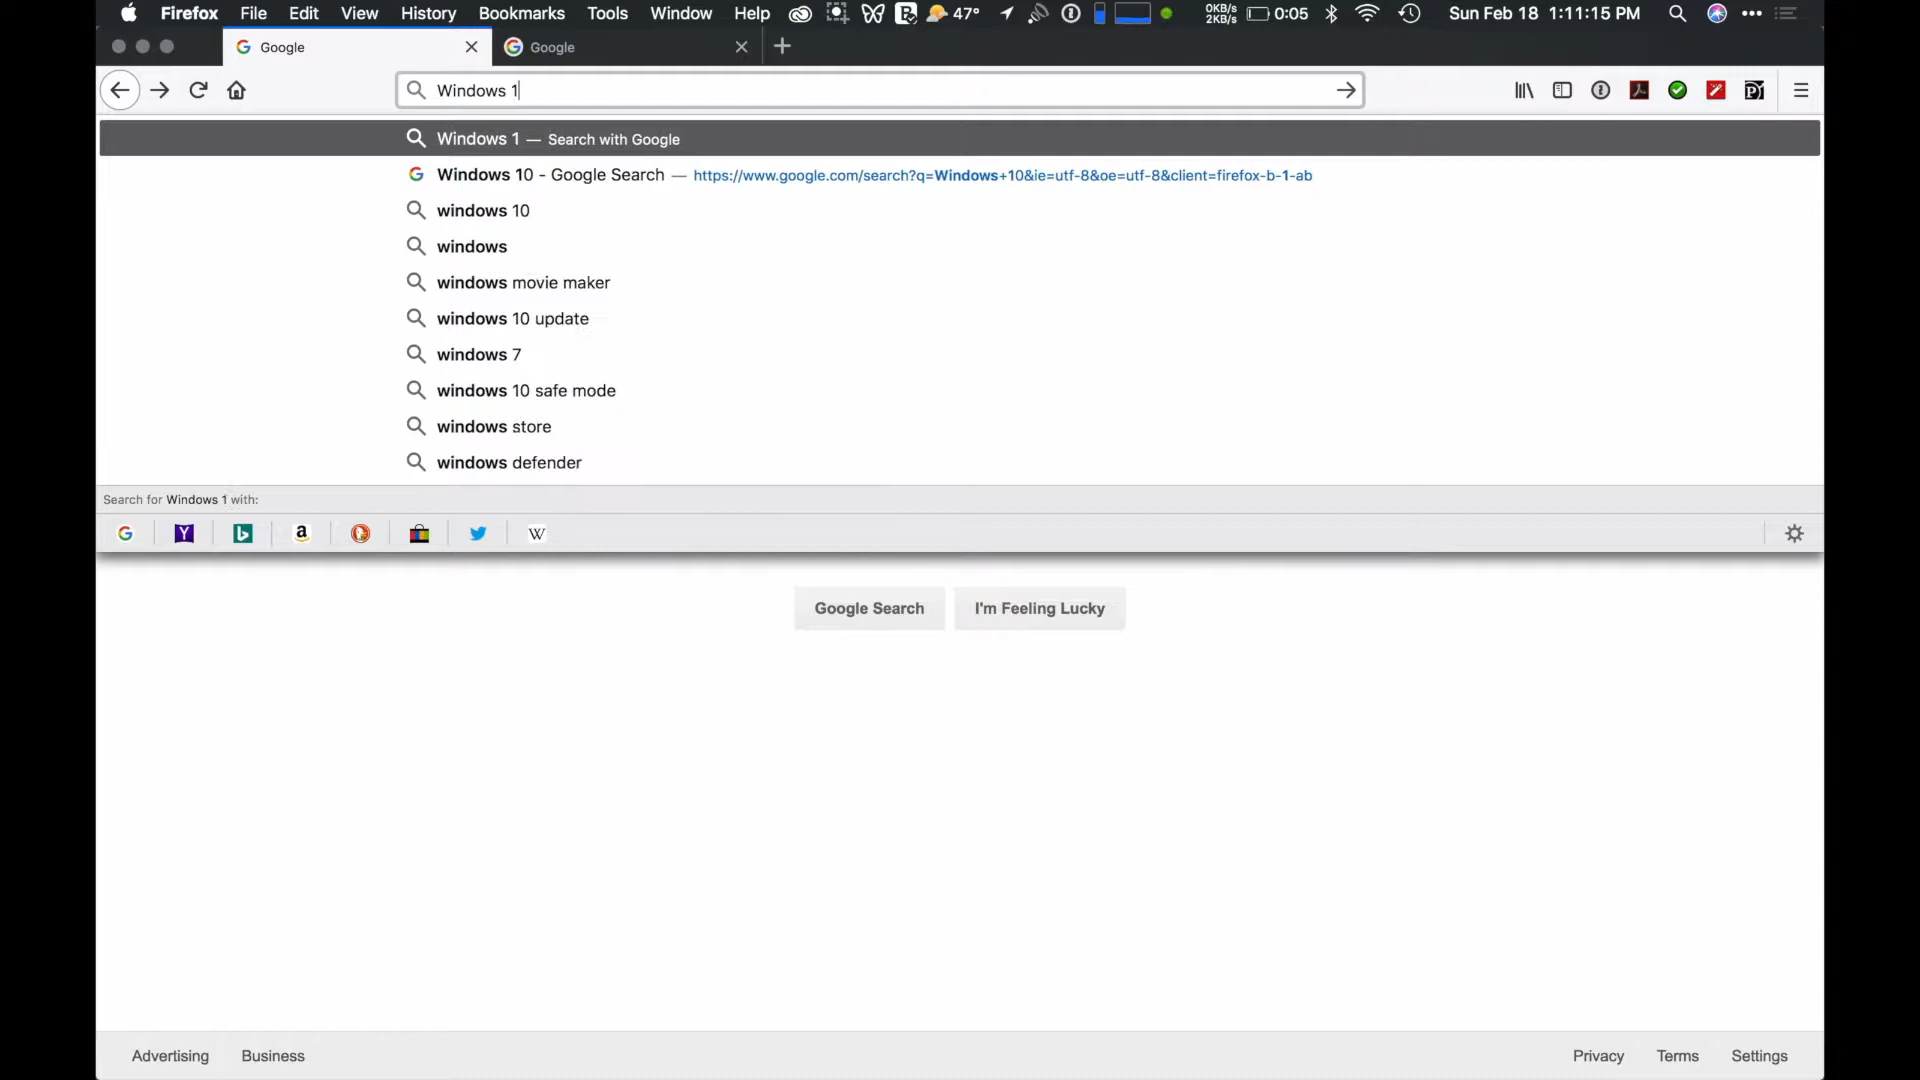 Firefox File Edit View History Bookmarks Tools Window Help 47° 0KB/s 2KB/s 0:05 Sun Feb 18 1:11:15 PM
Google Google
Windows 1
Windows 1 — Search with Google
Windows 10 - Google Search — https://www.google.com/search?q=Windows+10&ie=utf-8&oe=utf-8&client=firefox-b-1-ab
windows 10
windows
windows movie maker
windows 10 update
windows 7
windows 10 safe mode
windows store
windows defender
Search for Windows 1 with:
Google Search I'm Feeling Lucky
Advertising Business Privacy Terms Settings